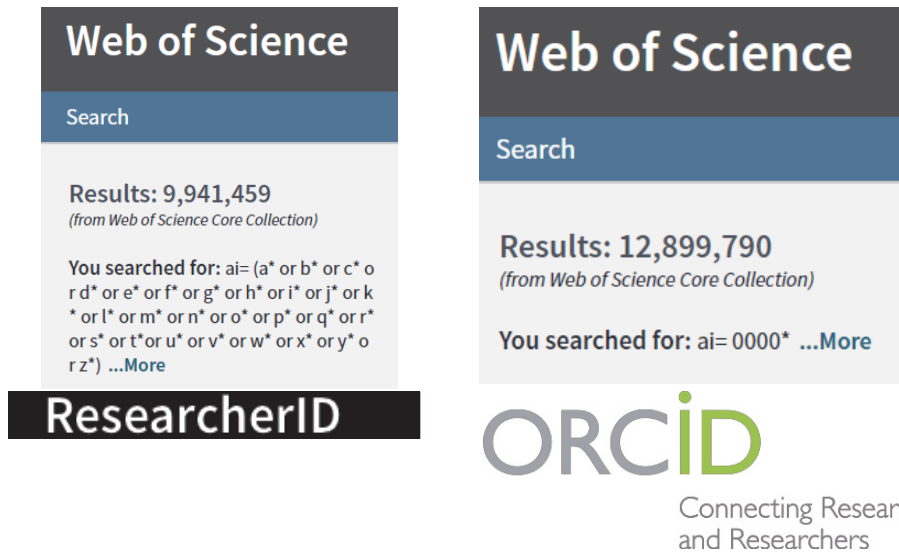 Web of Science
Search
Results: 9,941,459
(from Web of Science Core Collection)
You searched for: ai= (a* or b* or c* o
r d* or e* or f* or g* or h* or i* or j* or k
* or l* or m* or n* or o* or p* or q* or r*
or s* or t*or u* or v* or w* or x* or y* o
r z*) ...More
ResearcherID
Web of Science
Search
Results: 12,899,790
(from Web of Science Core Collection)
You searched for: ai= 0000* ...More
ORCiD
Connecting Resear
and Researchers